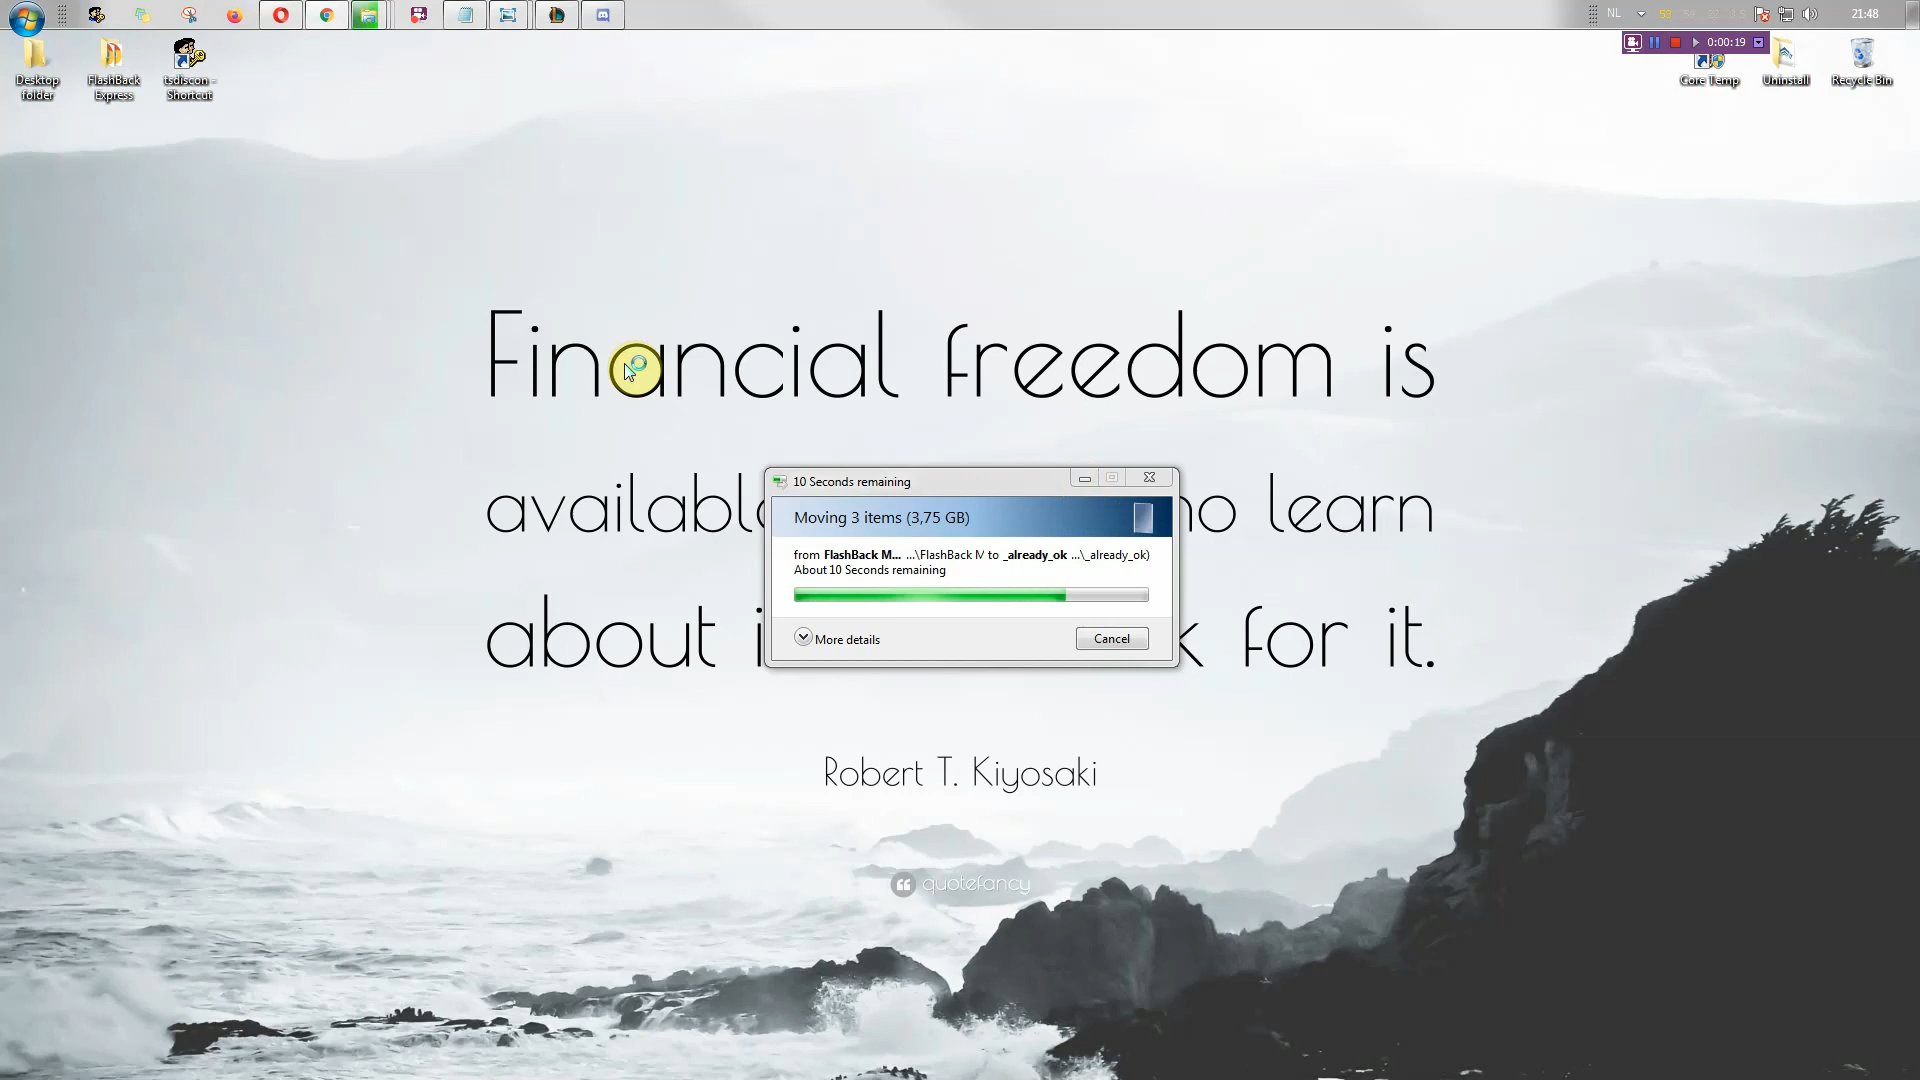 NL
21:48
0:00:19
Desktop folder
FlashBack Express
tsdiscon - Shortcut
Core Temp
Uninstall
Recycle Bin
Financial freedom is
availabl no learn
about i k for it.
Robert T. Kiyosaki
quotefancy
10 Seconds remaining
Moving 3 items (3,75 GB)
from FlashBack M... ...\FlashBack M to _already_ok ...\_already_ok)
About 10 Seconds remaining
More details
Cancel